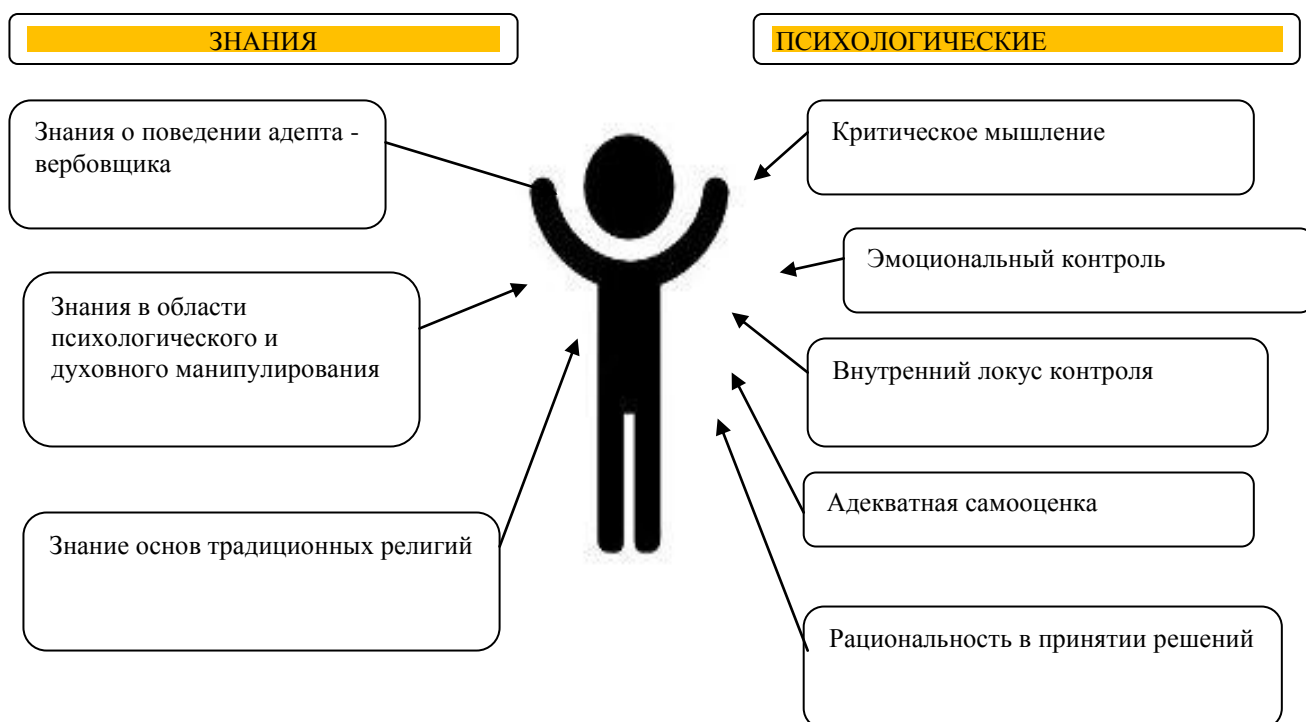 ЗНАНИЯ
ПСИХОЛОГИЧЕСКИЕ
Знания о поведении адепта -
вербовщика
Знания в области
психологического и
духовного манипулирования
Знание основ традиционных религий
Критическое мышление
Эмоциональный контроль
Внутренний локус контроля
Адекватная самооценка
Рациональность в принятии решений